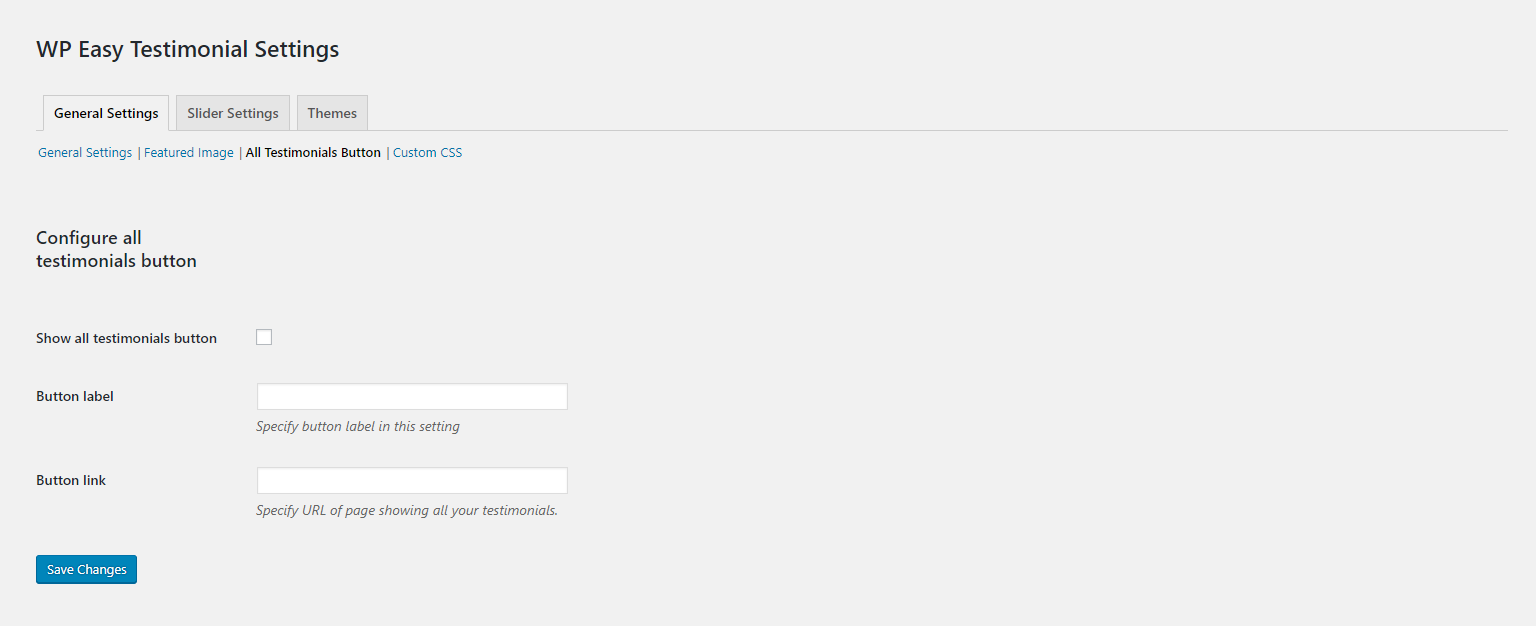 WP Easy Testimonial Settings
General Settings Slider Settings Themes
General Settings | Featured Image | All Testimonials Button | Custom CSS
Configure all
testimonials button
Show all testimonials button
Button label
Specify button label in this setting
Button link
Specify URL of page showing all your testimonials.
Save Changes